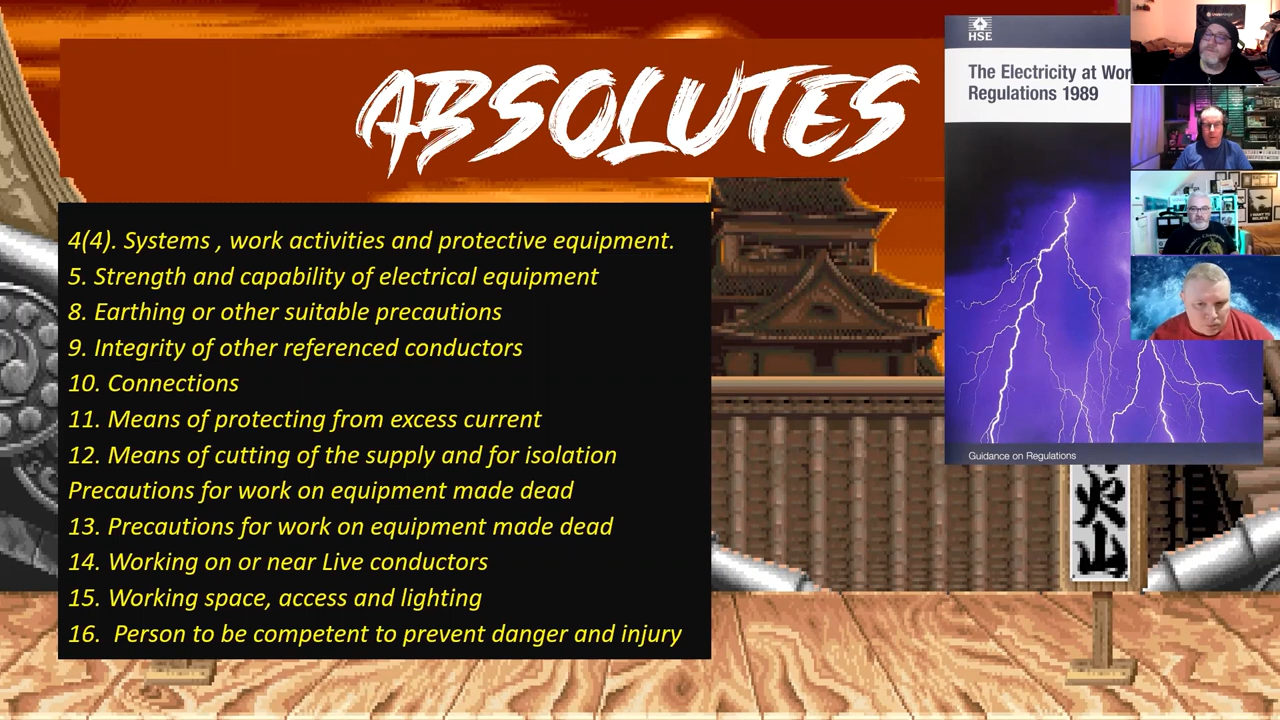 ABSOLUTES
4(4). Systems , work activities and protective equipment.
5. Strength and capability of electrical equipment
8. Earthing or other suitable precautions
9. Integrity of other referenced conductors
10. Connections
11. Means of protecting from excess current
12. Means of cutting of the supply and for isolation
Precautions for work on equipment made dead
13. Precautions for work on equipment made dead
14. Working on or near Live conductors
15. Working space, access and lighting
16.  Person to be competent to prevent danger and injury
HSE
The Electricity at Wor
Regulations 1989
Guidance on Regulations
火山
I WANT TO
BELIEVE